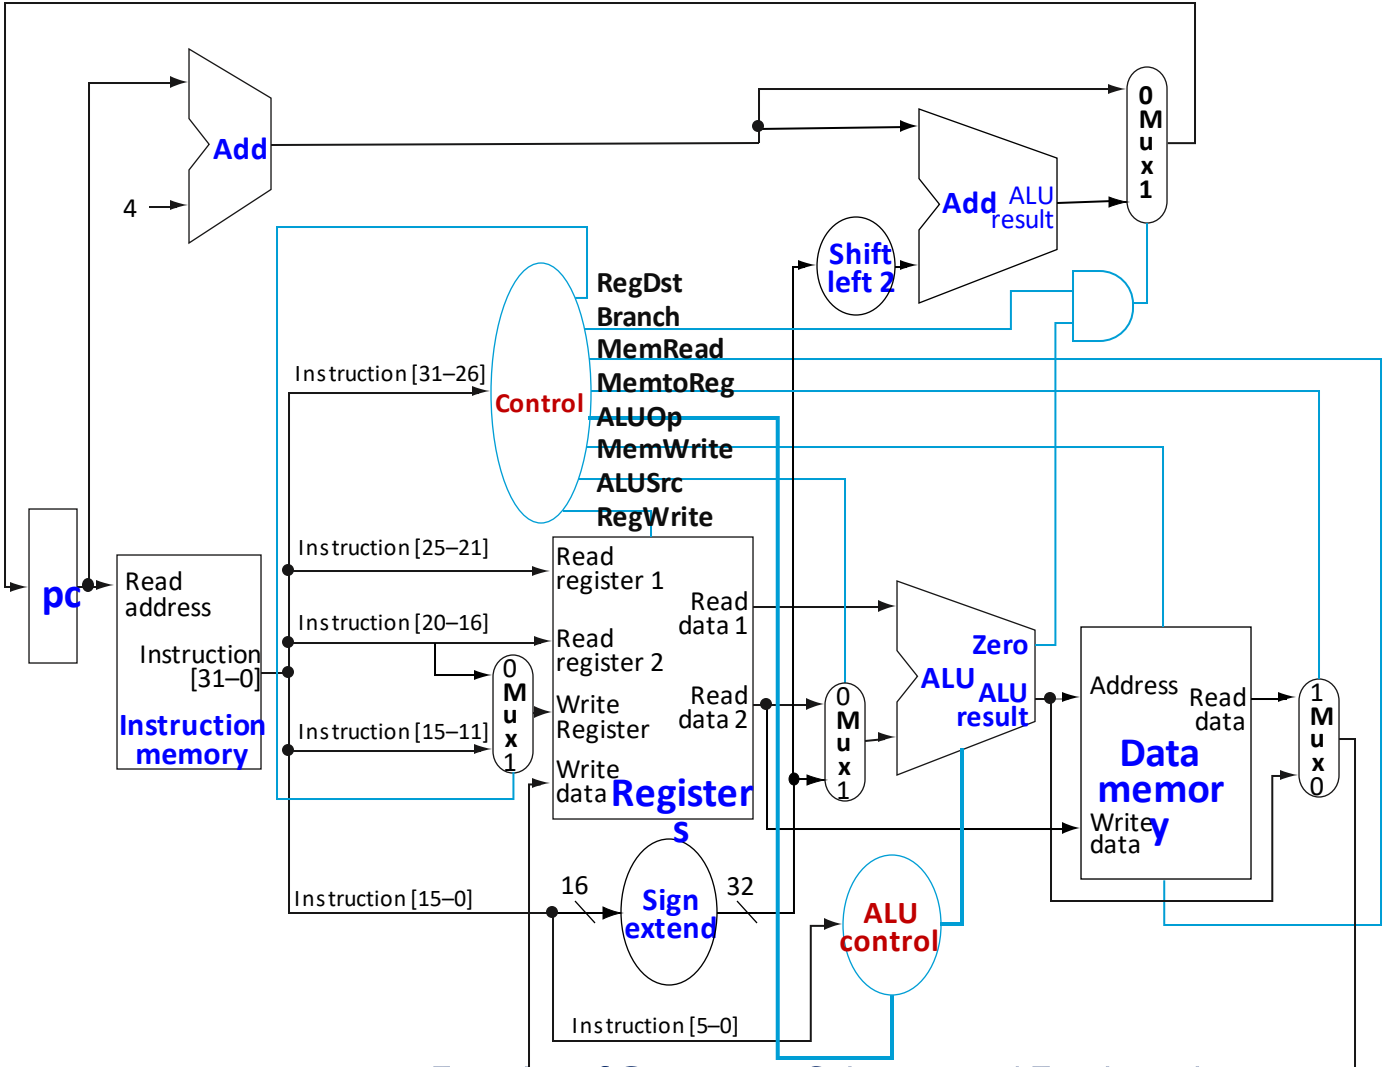 0
M
u
x
1
Add
4
Add
ALU
result
Shift
left 2
RegDst
Branch
MemRead
MemtoReg
ALUOp
MemWrite
ALUSrc
RegWrite
Instruction [31–26]
Control
pc
Read
address
Instruction
[31–0]
Instruction
memory
Instruction [25–21]
Instruction [20–16]
Instruction [15–11]
0
M
u
x
1
Read
register 1
Read
register 2
Write
Register
Write
data
Read
data 1
Read
data 2
Register
s
0
M
u
x
1
Zero
ALU
ALU
result
Address
Read
data
Data
memor
y
Write
data
1
M
u
x
0
Instruction [15–0]
16
Sign
extend
32
ALU
control
Instruction [5–0]